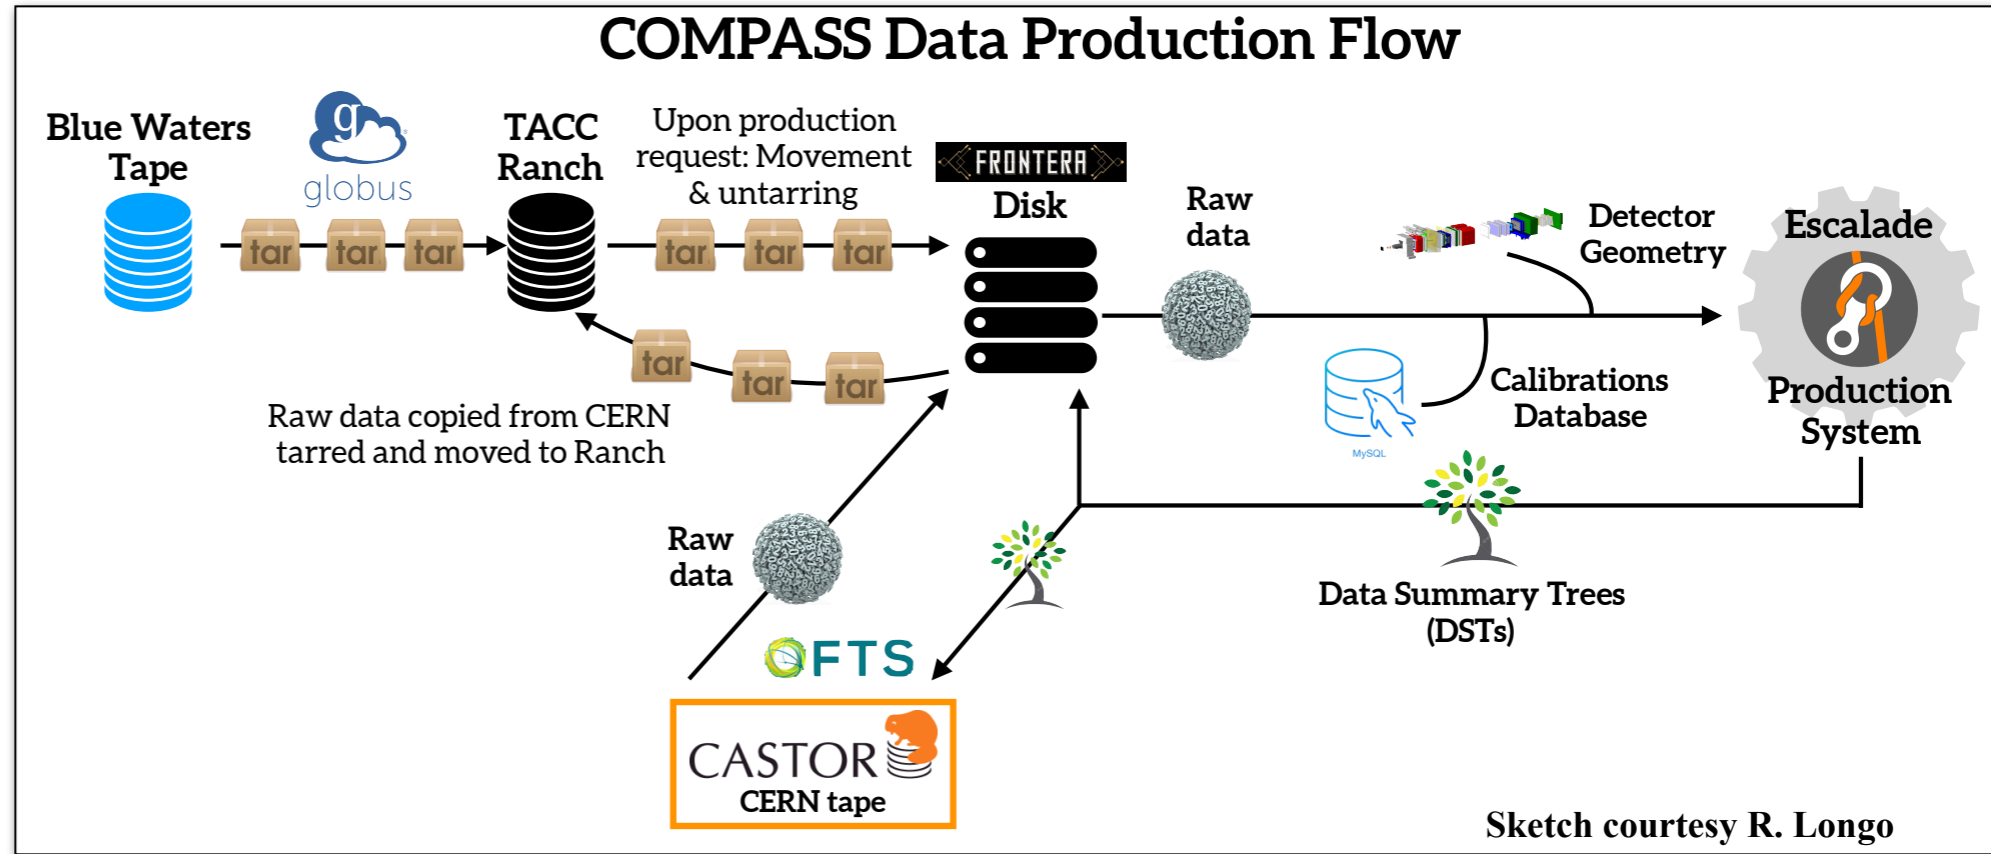 COMPASS Data Production Flow
Blue Waters
Tape
g
globus
TACC
Ranch
Upon production
request: Movement
& untarring
FRONTERA
Disk
Raw
data
Detector
Geometry
Escalade
Production
System
tar
tar
tar
tar
tar
tar
tar
tar
tar
Raw data copied from CERN
tarred and moved to Ranch
MySQL
Calibrations
Database
Raw
data
Data Summary Trees
(DSTs)
FTS
CASTOR
CERN tape
Sketch courtesy R. Longo